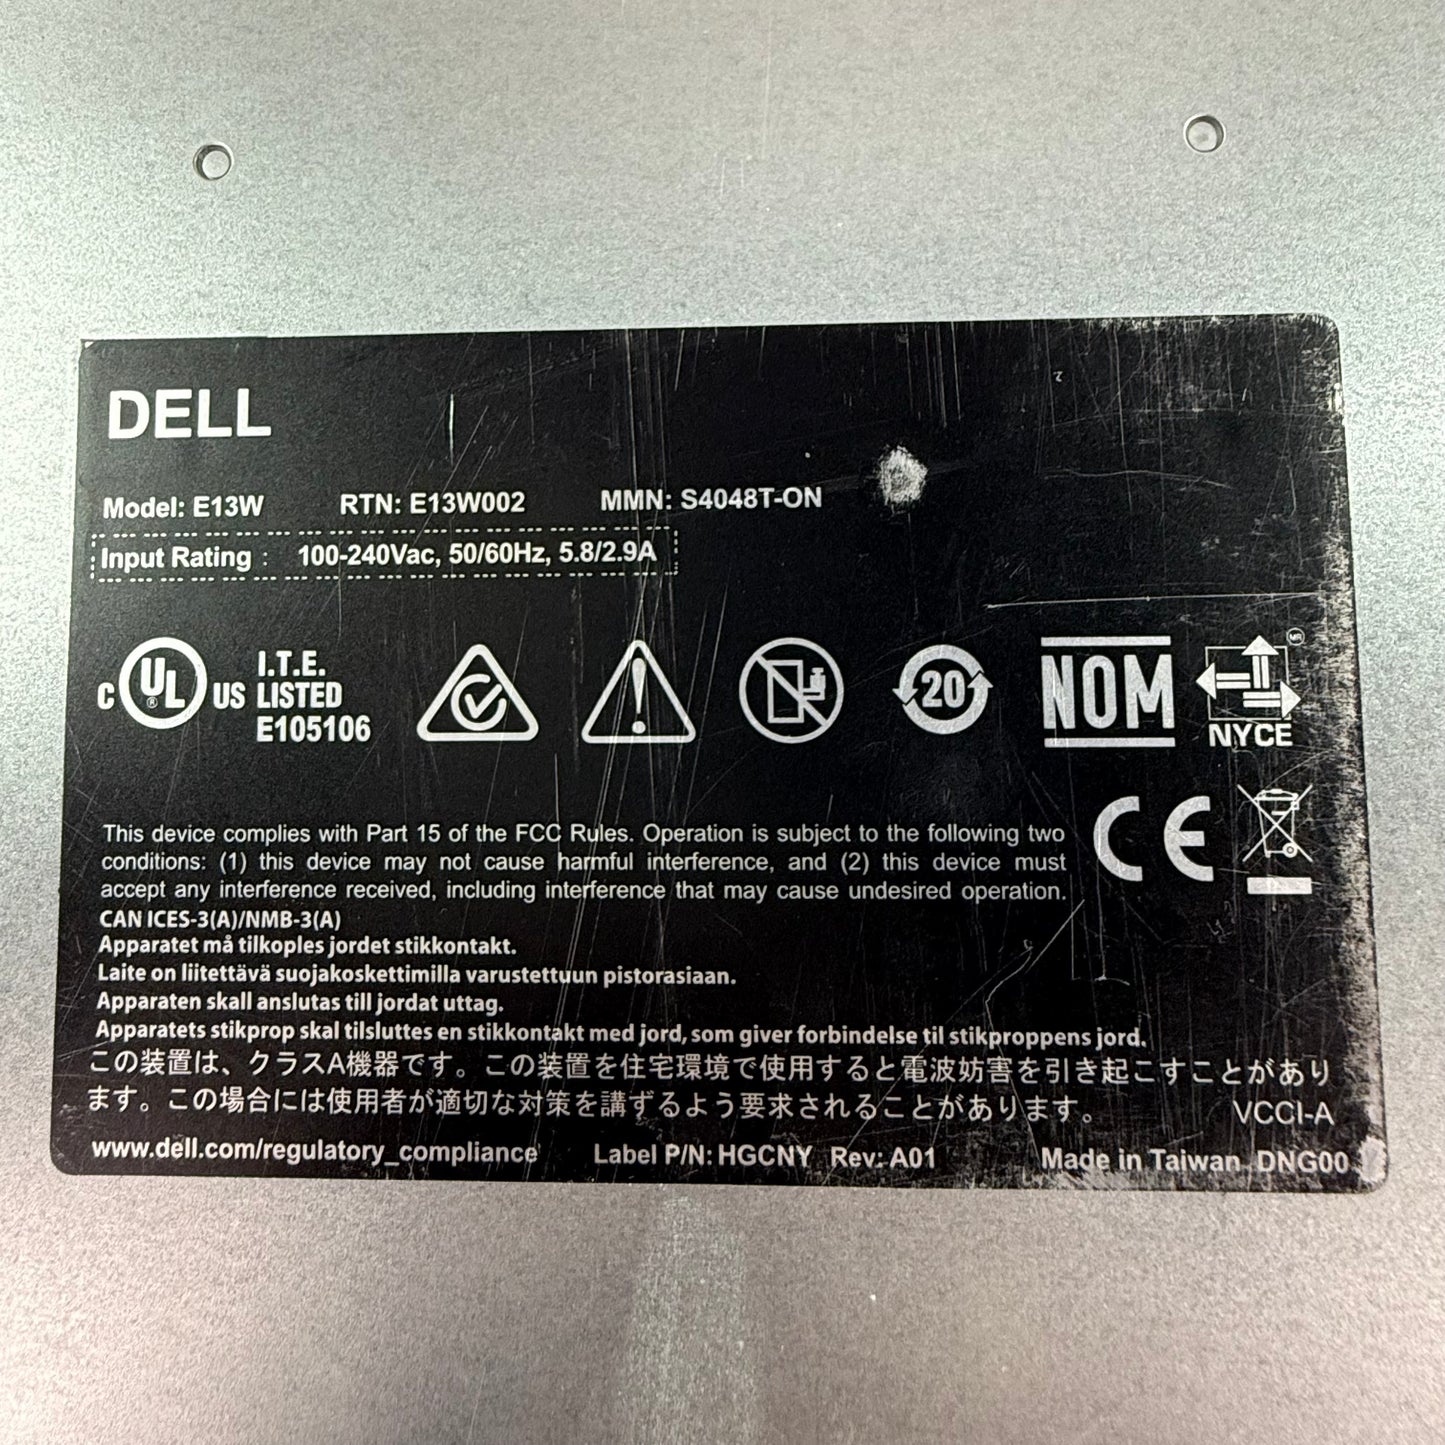 DELL
Model: E13W RTN: E13W002 MMN: S4048T-ON
Input Rating : 100-240Vac, 50/60Hz, 5.8/2.9A
C UL ® US I.T.E.
LISTED
E105106
20
NOM
MR
NYCE
CE
This device complies with Part 15 of the FCC Rules. Operation is subject to the following two
conditions: (1) this device may not cause harmful interference, and (2) this device must
accept any interference received, including interference that may cause undesired operation.
CAN ICES-3(A)/NMB-3(A)
Apparatet må tilkoples jordet stikkontakt.
Laite on liitettävä suojakoskettimilla varustettuun pistorasiaan.
Apparaten skall anslutas till jordat uttag.
Apparatets stikprop skal tilsluttes en stikkontakt med jord, som giver forbindelse til stikproppens jord.
この装置は、クラスA機器です。この装置を住宅環境で使用すると電波妨害を引き起こすことがあり
ます。この場合には使用者が適切な対策を講ずるよう要求されることがあります。 VCCI-A
www.dell.com/regulatory_compliance Label P/N: HGCNY Rev: A01 Made in Taiwan DNG00